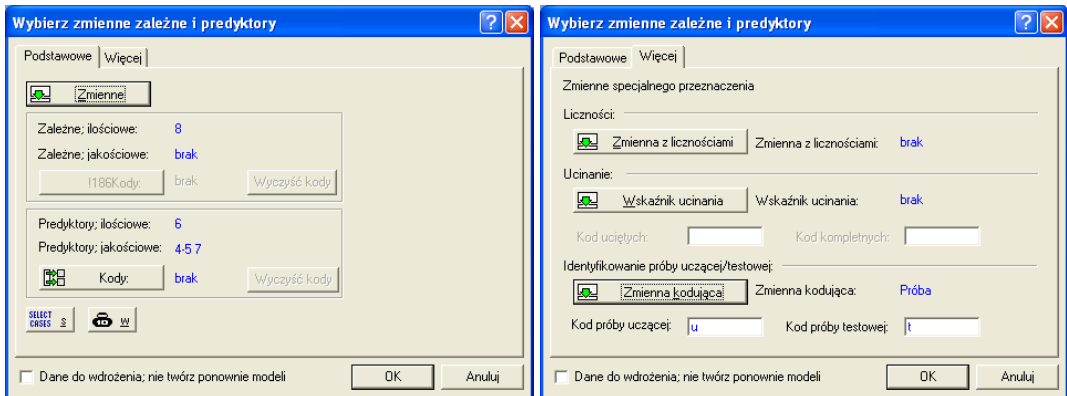 Wybierz zmienne zależne i predyktory
Podstawowe Więcej
Zmienne
Zależne; ilościowe: 8
Zależne; jakościowe: brak
!186Kody: brak Wyczyść kody
Predyktory; ilościowe: 6
Predyktory; jakościowe: 4-5 7
Kody: brak Wyczyść kody
SELECT CASES S W
Dane do wdrożenia; nie twórz ponownie modeli OK Anuluj
Wybierz zmienne zależne i predyktory
Podstawowe Więcej
Zmienne specjalnego przeznaczenia
Liczności:
Zmienna z licznościami Zmienna z licznościami: brak
Ucinanie:
Wskaźnik ucinania Wskaźnik ucinania: brak
Kod uciętych: Kod kompletnych:
Identyfikowanie próby uczącej/testowej:
Zmienna kodująca Zmienna kodująca: Próba
Kod próby uczącej: u Kod próby testowej: t
Dane do wdrożenia; nie twórz ponownie modeli OK Anuluj